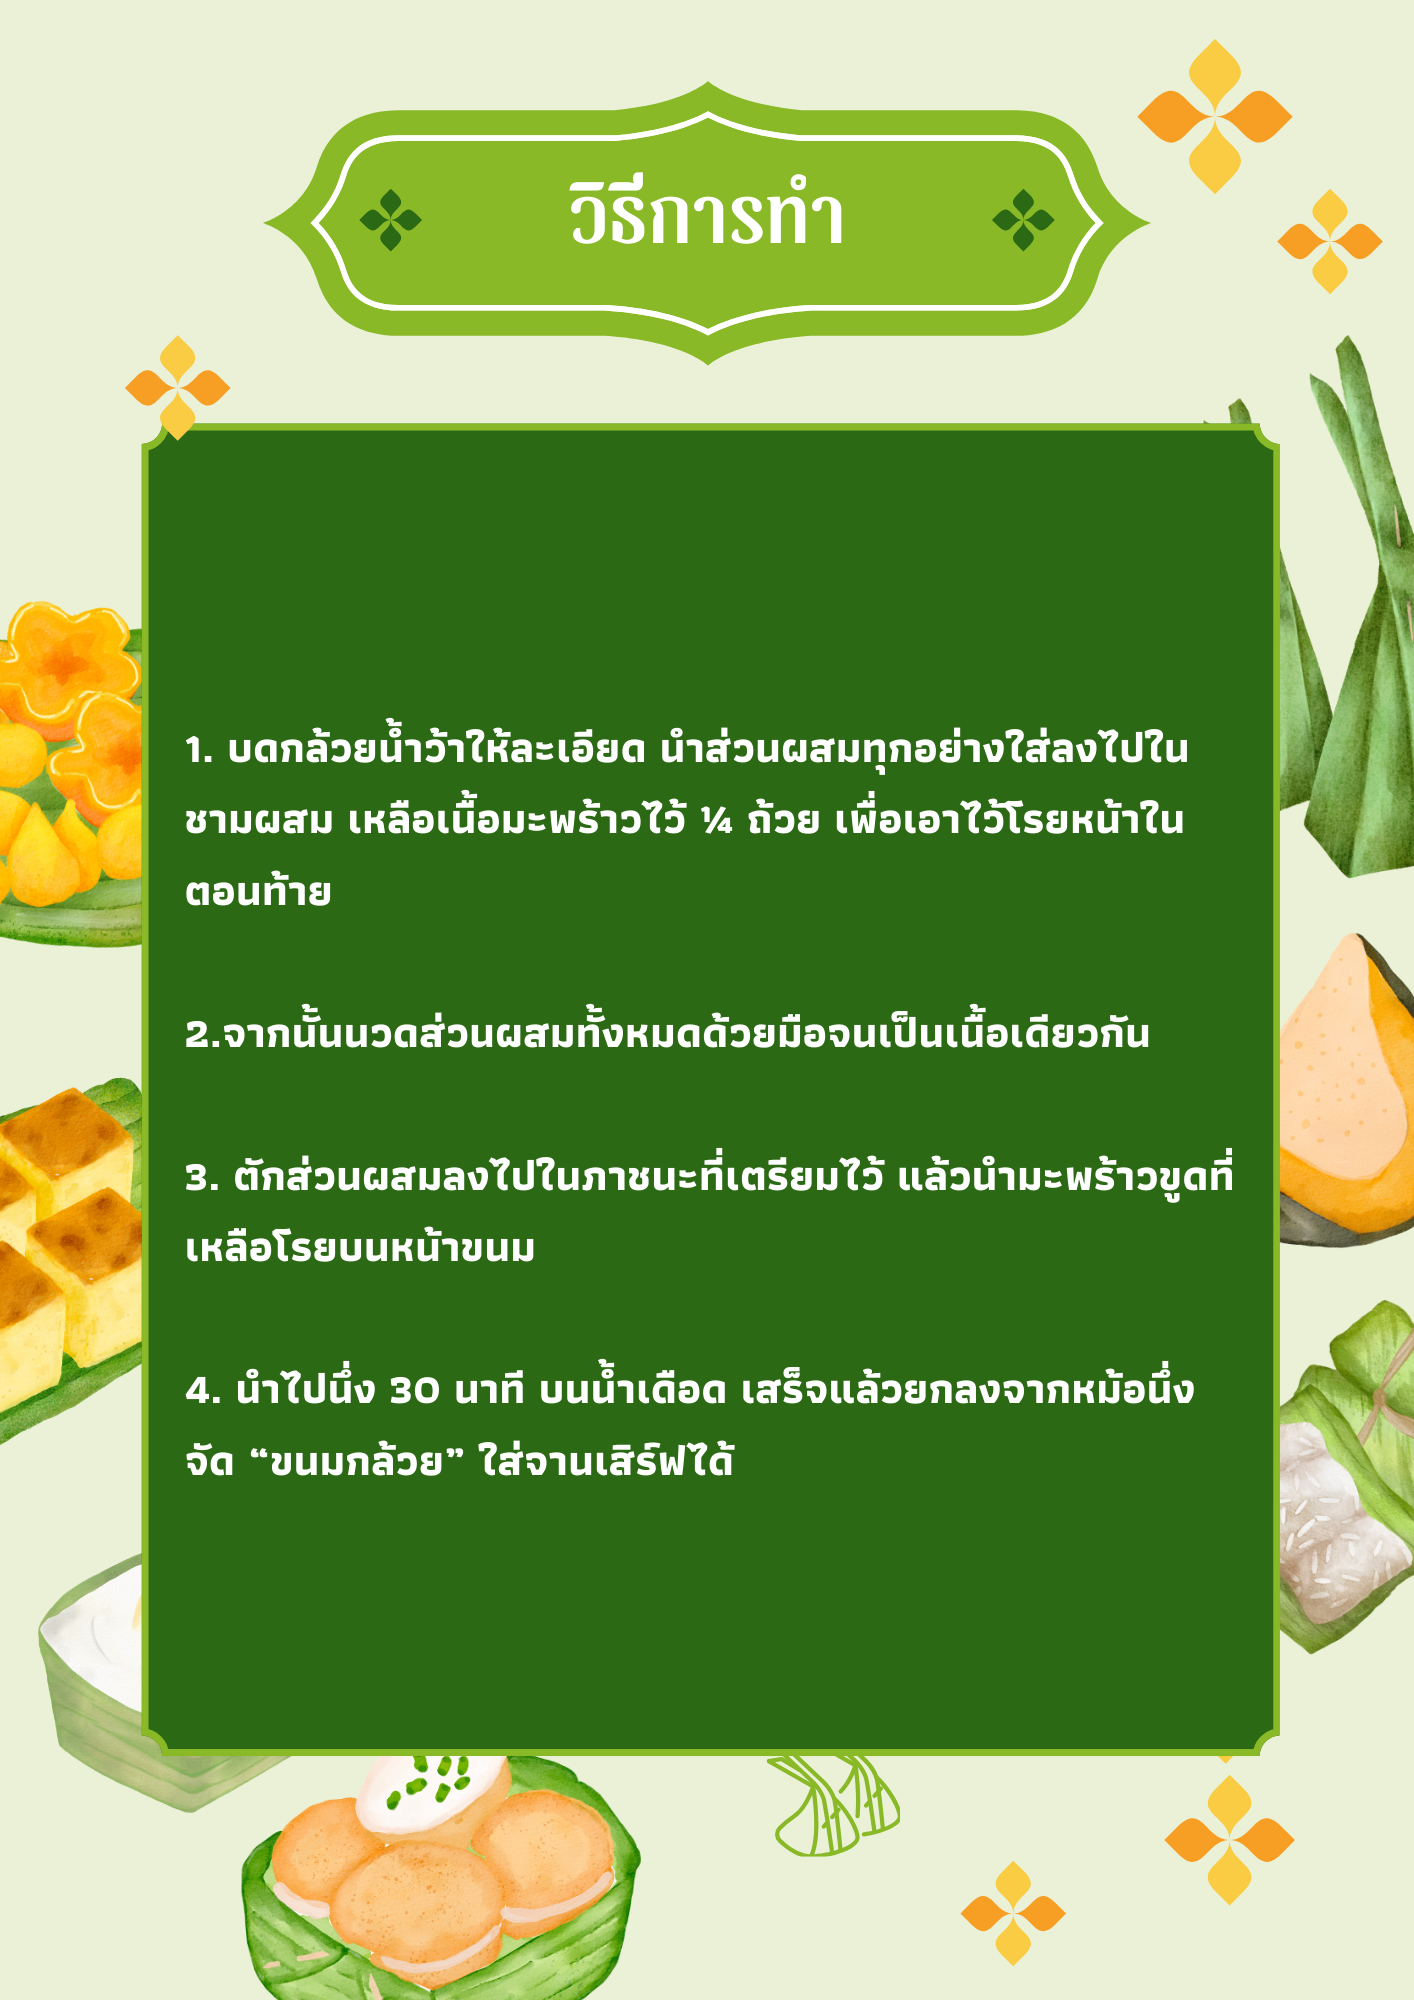 วิธีการทำ
1. บดกล้วยน้ำว้าให้ละเอียด นำส่วนผสมทุกอย่างใส่ลงไปใน
ชามผสม เหลือเนื้อมะพร้าวไว้ ¼ ถ้วย เพื่อเอาไว้โรยหน้าใน
ตอนท้าย
2.จากนั้นนวดส่วนผสมทั้งหมดด้วยมือจนเป็นเนื้อเดียวกัน
3. ตักส่วนผสมลงไปในภาชนะที่เตรียมไว้ แล้วนำมะพร้าวขูดที่
เหลือโรยบนหน้าขนม
4. นำไปนึ่ง 30 นาที บนน้ำเดือด เสร็จแล้วยกลงจากหม้อนึ่ง
จัด “ขนมกล้วย” ใส่จานเสิร์ฟได้